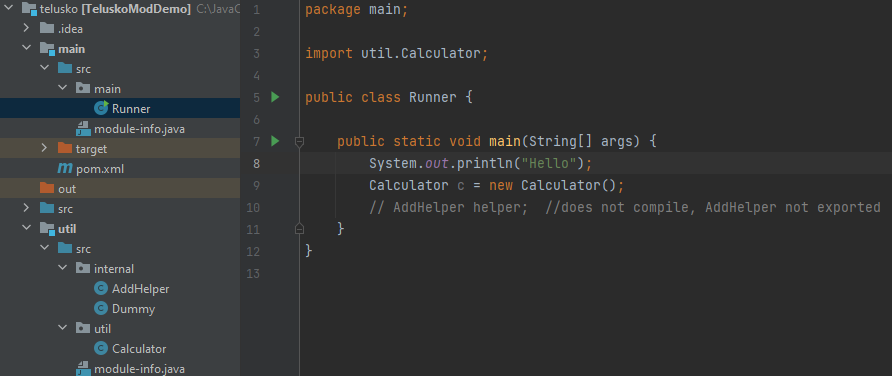 telusko [TeluskoModDemo] C:\JavaC
.idea
main
src
main
Runner
module-info.java
target
pom.xml
out
src
util
src
internal
AddHelper
Dummy
util
Calculator
module-info.java
1 package main;
2
3 import util.Calculator;
4
5 public class Runner {
6
7 public static void main(String[] args) {
8 System.out.println("Hello");
9 Calculator c = new Calculator();
10 // AddHelper helper;  //does not compile, AddHelper not exported
11 }
12 }
13